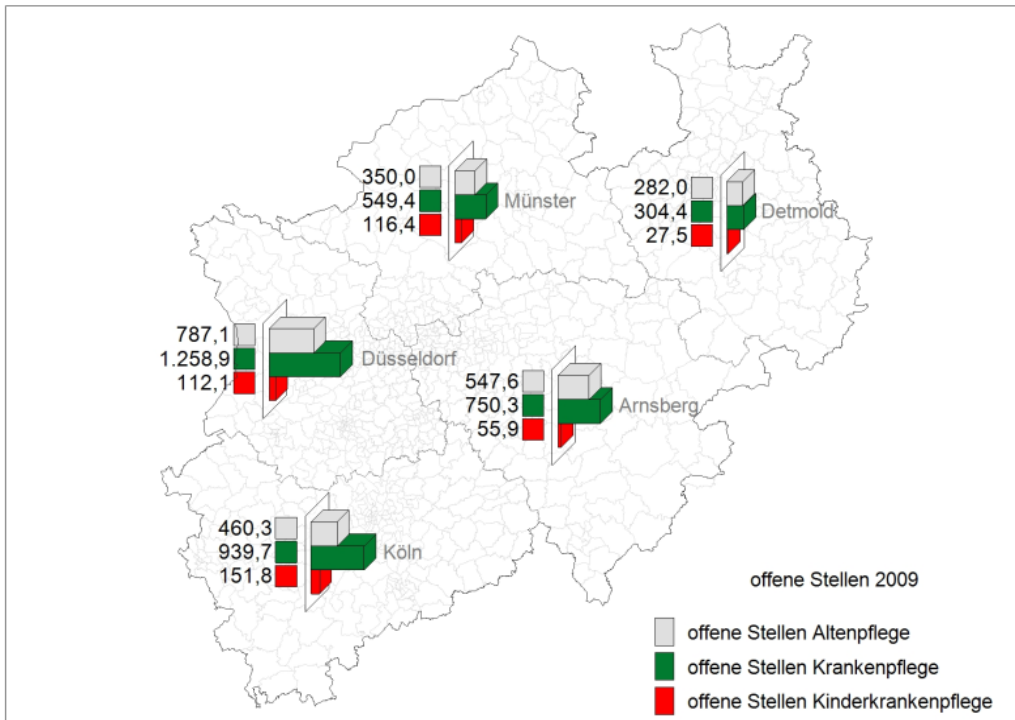 350,0
549,4
116,4
Münster
282,0
304,4
27,5
Detmold
787,1
1.258,9
112,1
Düsseldorf
547,6
750,3
55,9
Arnsberg
460,3
939,7
151,8
Köln
offene Stellen 2009
offene Stellen Altenpflege
offene Stellen Krankenpflege
offene Stellen Kinderkrankenpflege